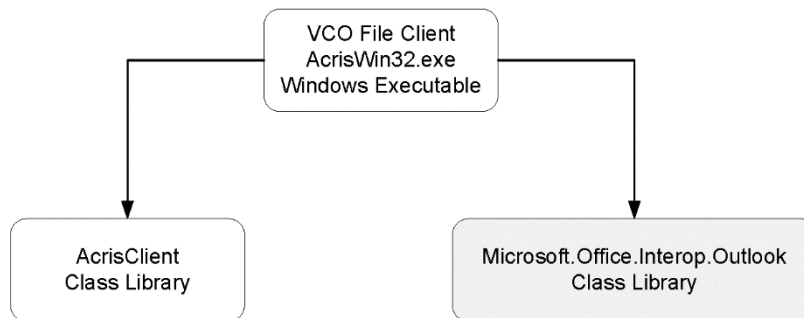 VCO File Client
AcrisWin32.exe
Windows Executable
AcrisClient
Class Library
Microsoft.Office.Interop.Outlook
Class Library